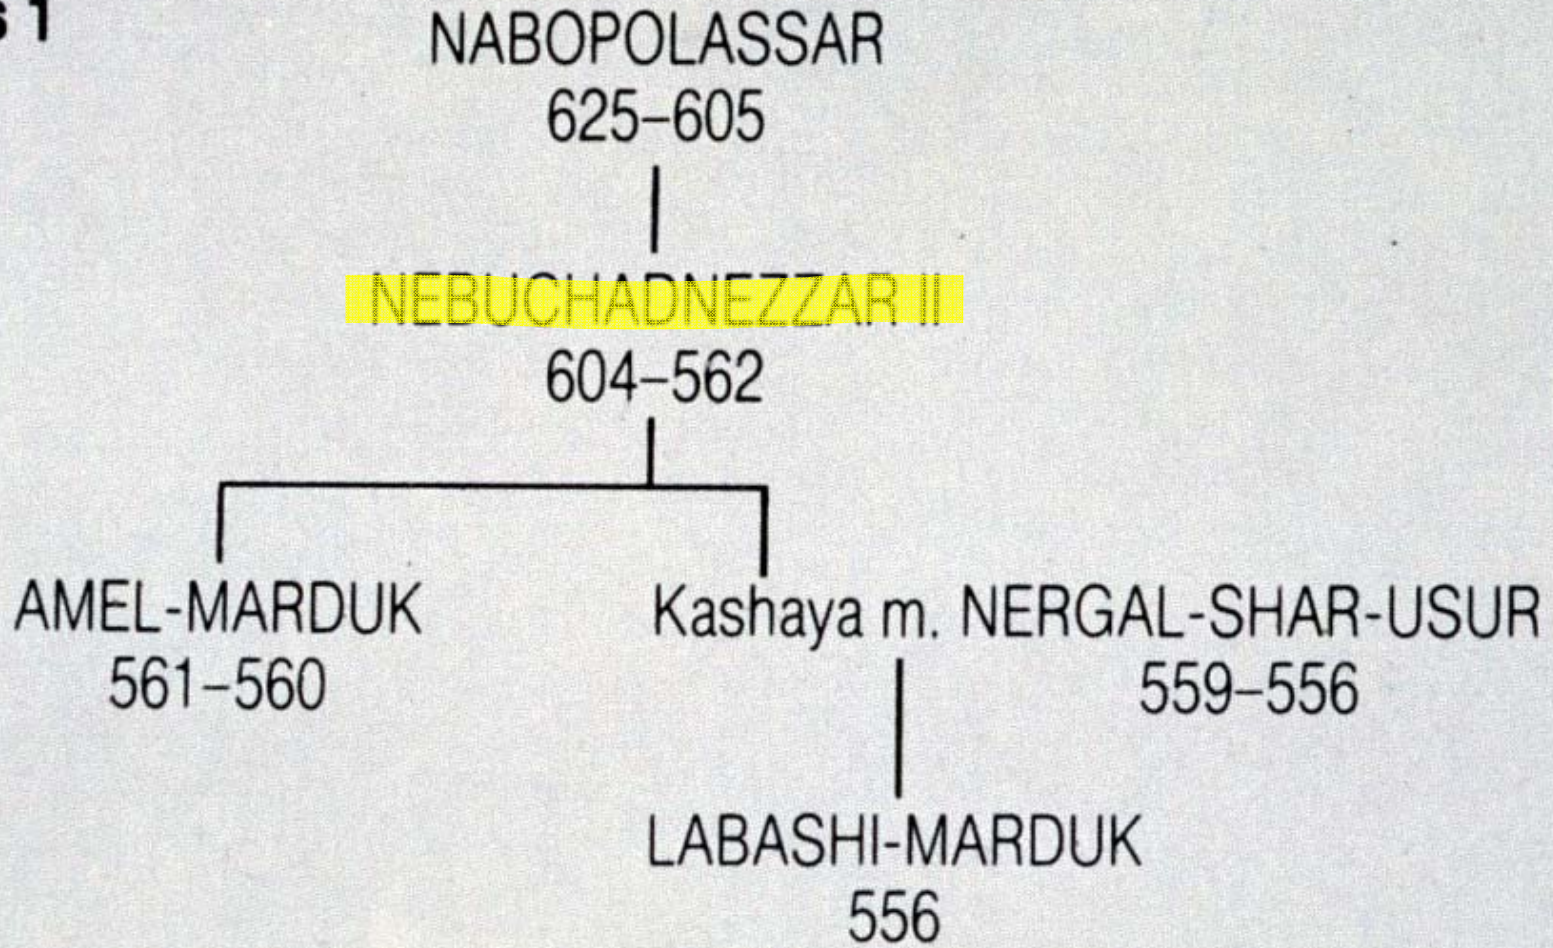 1
NABOPOLASSAR
625–605
NEBUCHADNEZZAR II
604–562
AMEL-MARDUK
561–560
Kashaya m. NERGAL-SHAR-USUR
559–556
LABASHI-MARDUK
556